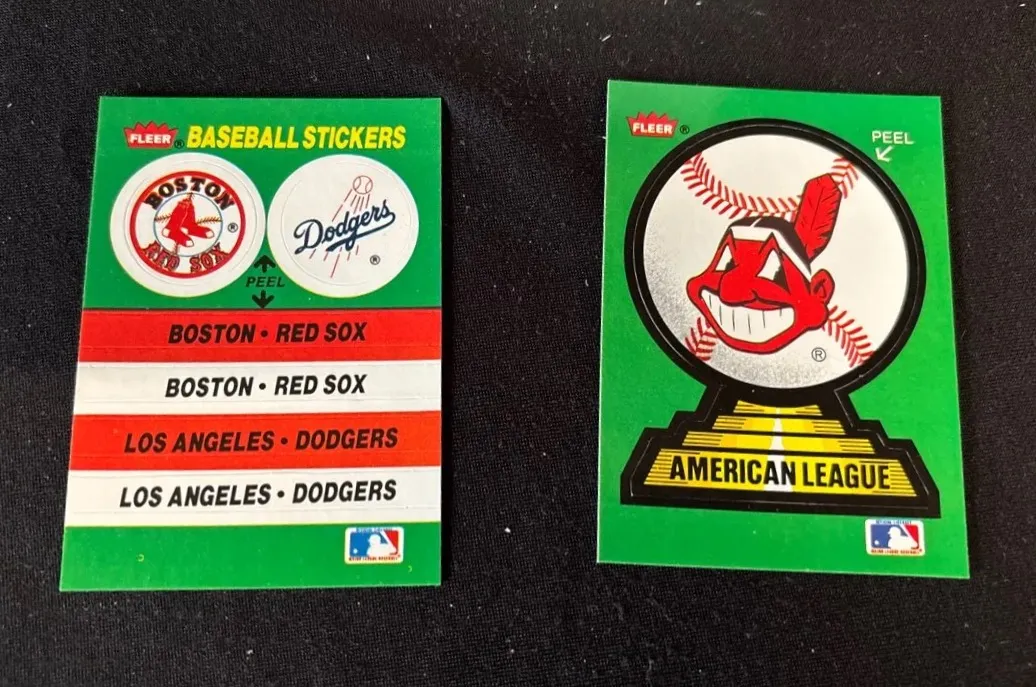 FLEER® BASEBALL STICKERS
BOSTON
RED SOX
®
Dodgers
®
PEEL
BOSTON • RED SOX
BOSTON • RED SOX
LOS ANGELES • DODGERS
LOS ANGELES • DODGERS
FLEER®
PEEL
®
AMERICAN LEAGUE